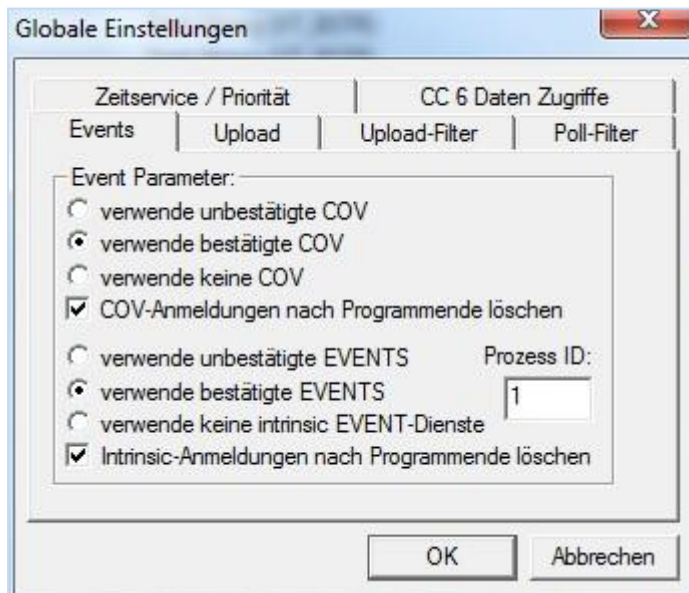 Globale Einstellungen
Zeitservice / Priorität
CC 6 Daten Zugriffe
Events
Upload
Upload-Filter
Poll-Filter
Event Parameter:
verwende unbestätigte COV
verwende bestätigte COV
verwende keine COV
COV-Anmeldungen nach Programmende löschen
verwende unbestätigte EVENTS
Prozess ID:
verwende bestätigte EVENTS
1
verwende keine intrinsic EVENT-Dienste
Intrinsic-Anmeldungen nach Programmende löschen
OK
Abbrechen